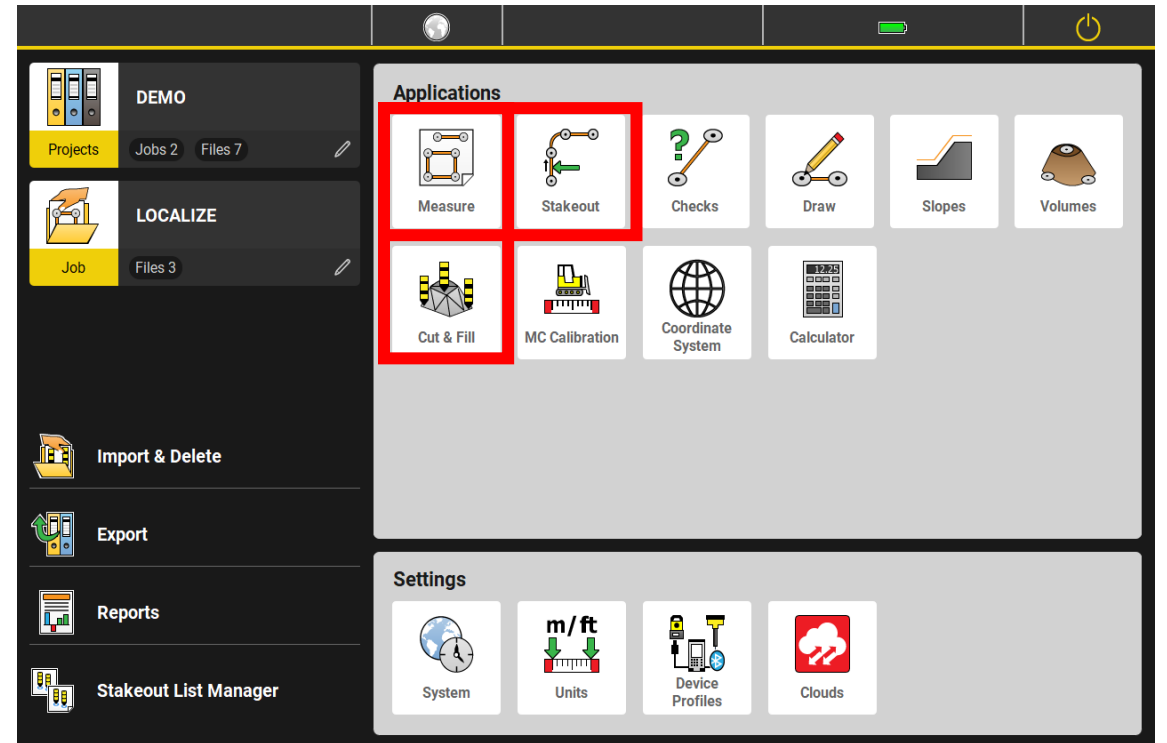 DEMO
Projects
Jobs 2 Files 7
LOCALIZE
Job
Files 3
Import & Delete
Export
Reports
Stakeout List Manager
Applications
Measure
Stakeout
?
Checks
Draw
Slopes
Volumes
Cut & Fill
MC Calibration
Coordinate
System
12.25
Calculator
Settings
System
m/ft
Units
Device
Profiles
Clouds